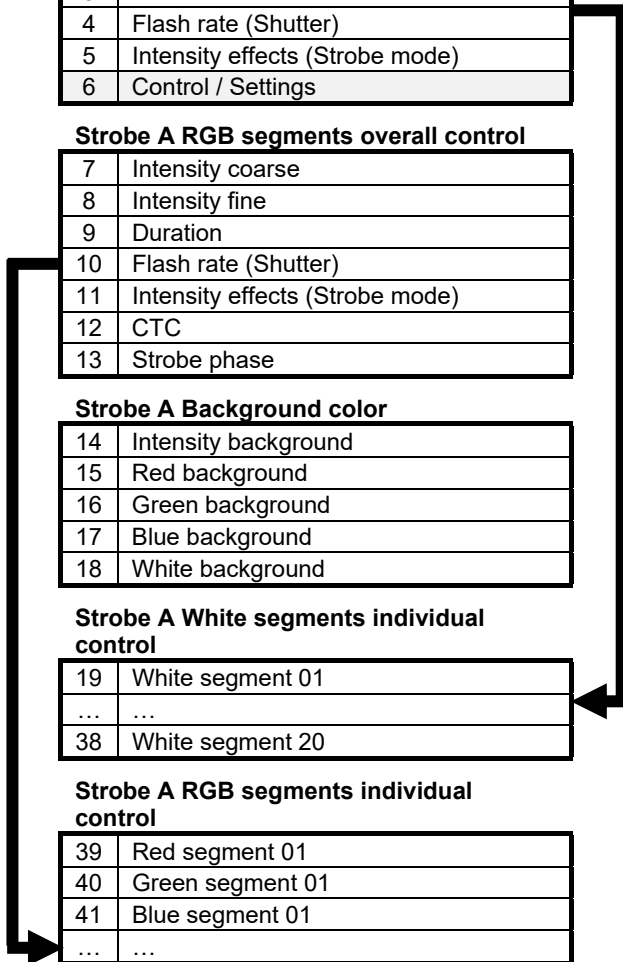 4 Flash rate (Shutter)
5 Intensity effects (Strobe mode)
6 Control / Settings
Strobe A RGB segments overall control
7 Intensity coarse
8 Intensity fine
9 Duration
10 Flash rate (Shutter)
11 Intensity effects (Strobe mode)
12 CTC
13 Strobe phase
Strobe A Background color
14 Intensity background
15 Red background
16 Green background
17 Blue background
18 White background
Strobe A White segments individual
control
19 White segment 01
… …
38 White segment 20
Strobe A RGB segments individual
control
39 Red segment 01
40 Green segment 01
41 Blue segment 01
… …